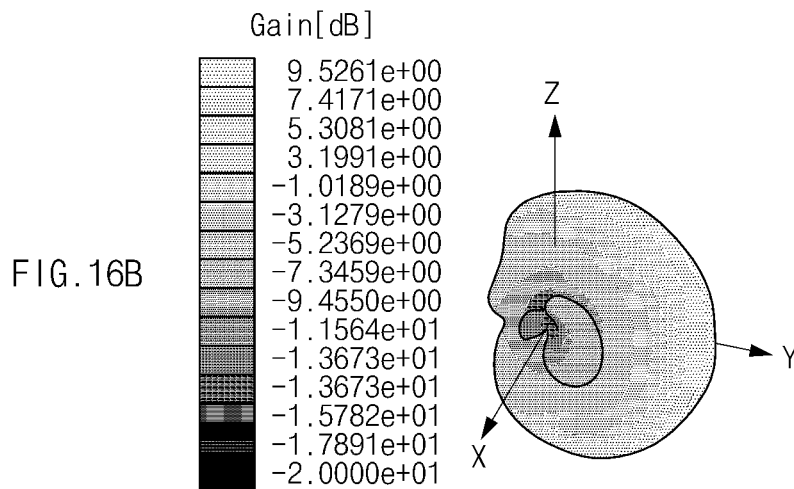 Gain[dB]
9.5261e+00
7.4171e+00
5.3081e+00
3.1991e+00
-1.0189e+00
-3.1279e+00
-5.2369e+00
-7.3459e+00
-9.4550e+00
-1.1564e+01
-1.3673e+01
-1.3673e+01
-1.5782e+01
-1.7891e+01
-2.0000e+01
FIG.16B
Z
Y
X